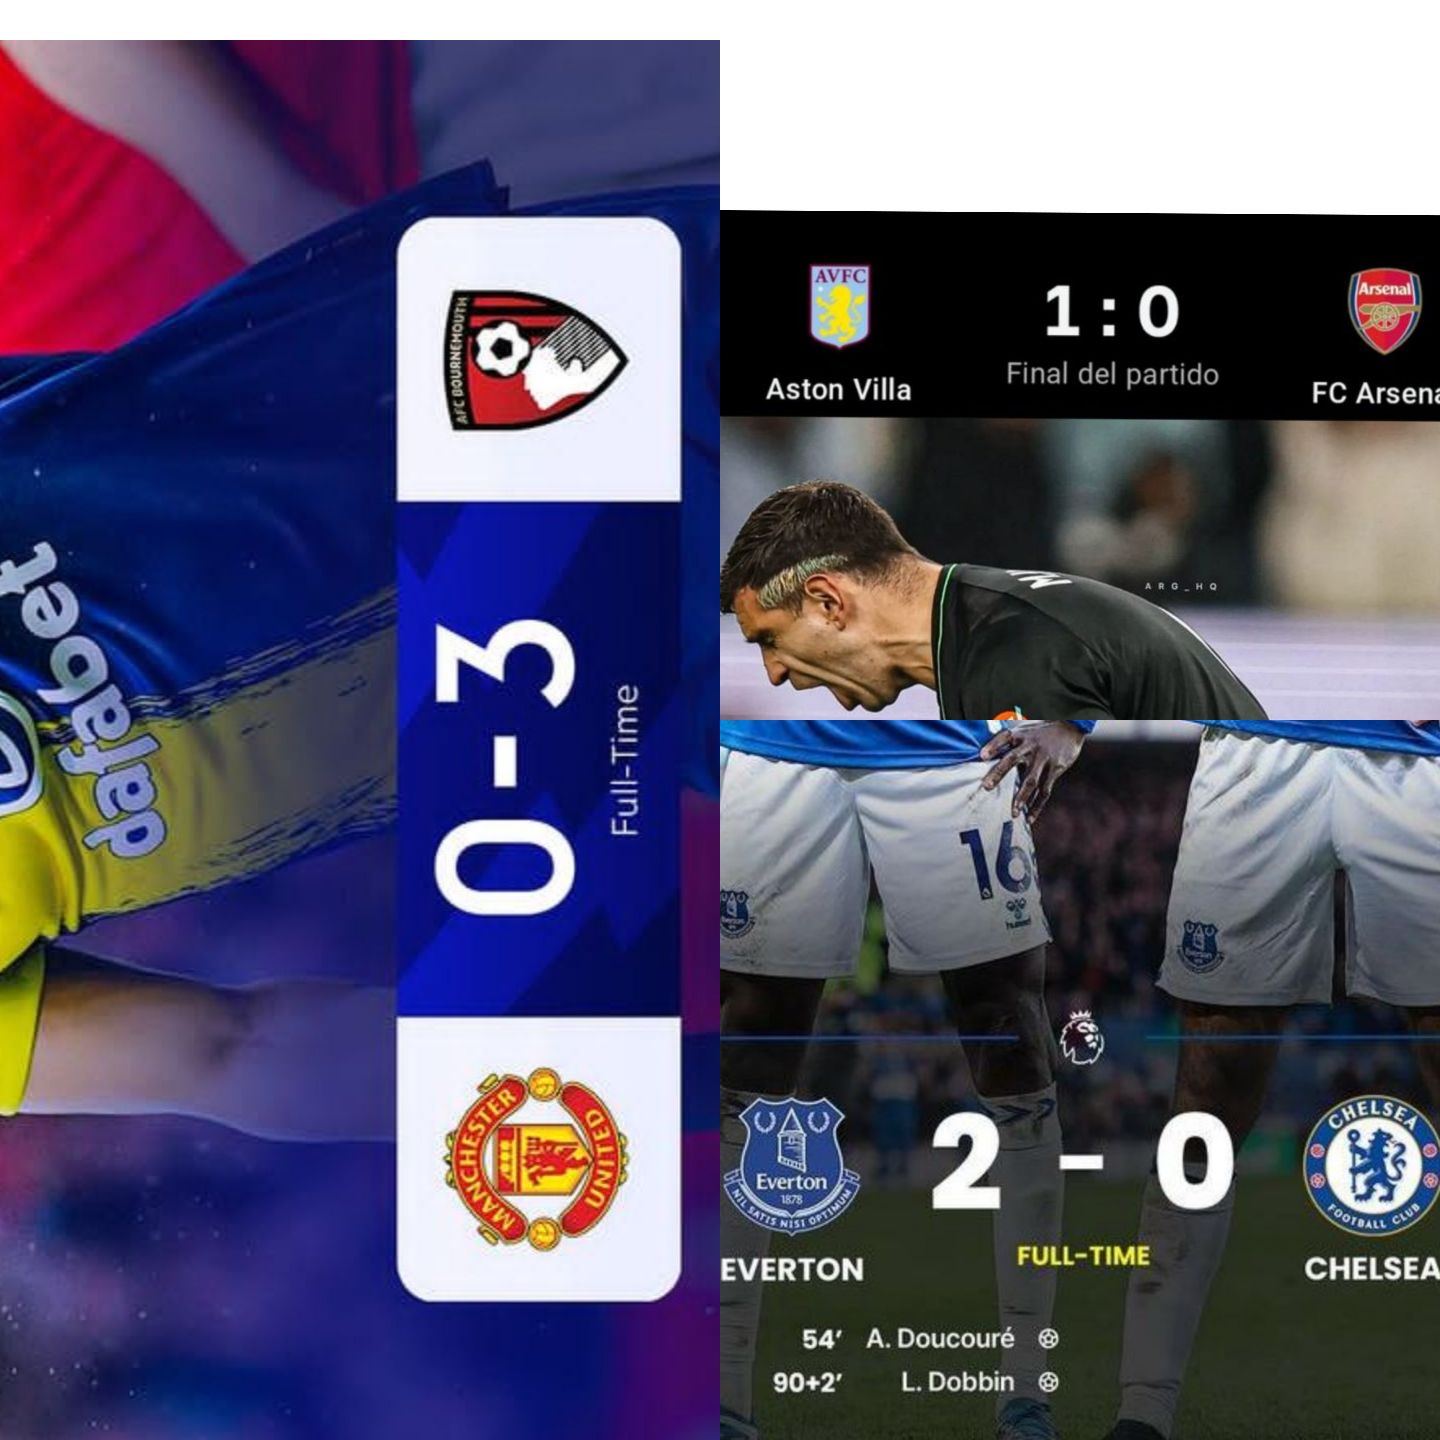 dafabet
AFC BOURNEMOUTH
0 - 3
Full-Time
MANCHESTER
UNITED
AVFC
1 : 0
Arsenal
Final del partido
Aston Villa
FC Arsena
ARG_HQ
16
hummel
Everton
Everton
1878
NIL SATIS NISI OPTIMUM
2 - 0
CHELSEA
FOOTBALL CLUB
EVERTON
FULL-TIME
CHELSEA
54’ A. Doucouré
90+2’ L. Dobbin